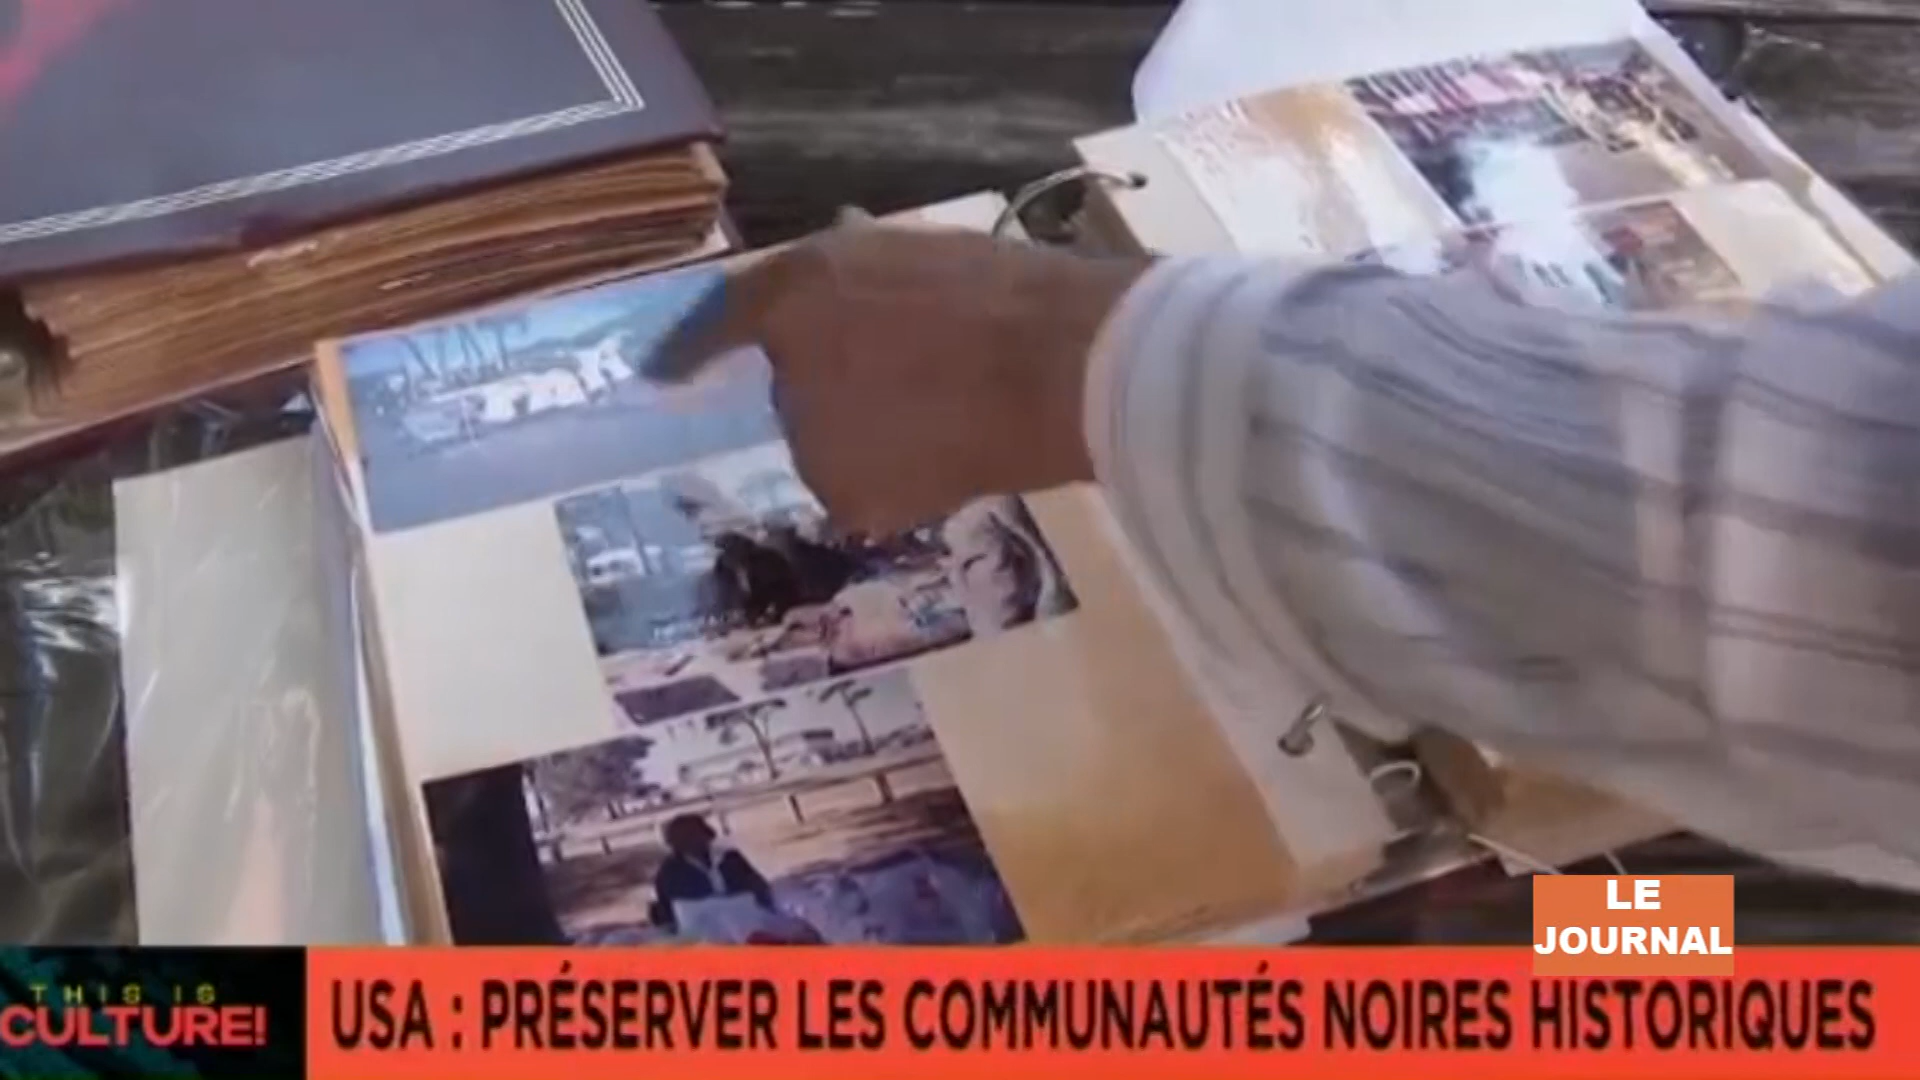 LE
JOURNAL
THIS IS
CULTURE!
USA : PRÉSERVER LES COMMUNAUTÉS NOIRES HISTORIQUES